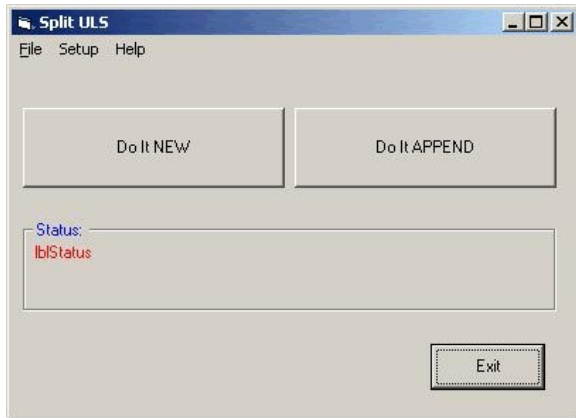 Split ULS
File Setup Help
Do It NEW
Do It APPEND
Status:
lblStatus
Exit